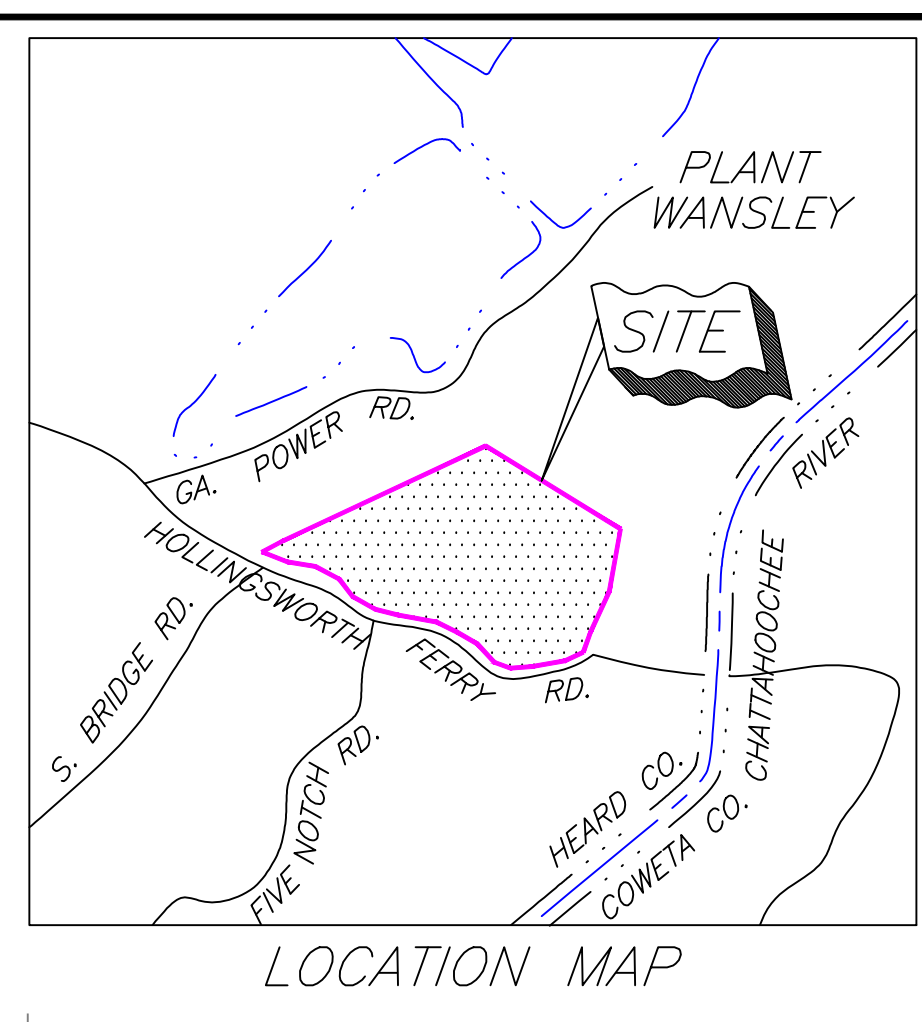 PLANT
WANSLEY
SITE
RIVER
CHATTAHOOCHEE
GA. POWER RD.
HOLLINGSWORTH FERRY RD.
S. BRIDGE RD.
FIVE NOTCH RD.
HEARD CO.
COWETA CO.
LOCATION MAP